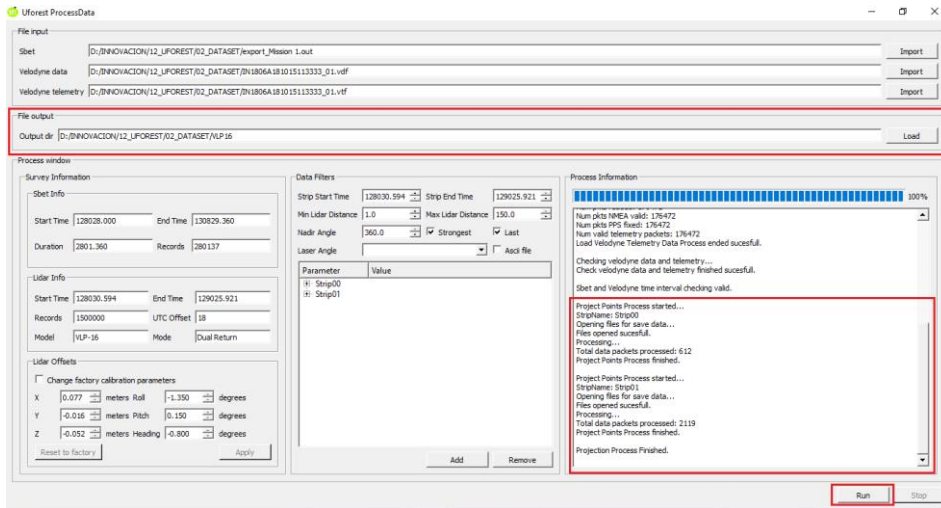 Uforest ProcessData
File input
Sbet D:/INNOVACION/12_UFOREST/02_DATASET/export_Mission 1.out Import
Velodyne data D:/INNOVACION/12_UFOREST/02_DATASET/IN1806A181015113333_01.vdf Import
Velodyne telemetry D:/INNOVACION/12_UFOREST/02_DATASET/IN1806A181015113333_01.vtf Import
File output
Output dir D:/INNOVACION/12_UFOREST/02_DATASET/VLP16 Load
Process window
Survey Information
Sbet Info
Start Time 128028.000 End Time 130829.360
Duration 2801.360 Records 280137
Lidar Info
Start Time 128030.594 End Time 129025.921
Records 1500000 UTC Offset 18
Model VLP-16 Mode Dual Return
Lidar Offsets
Change factory calibration parameters
X 0.077 meters Roll -1.350 degrees
Y -0.016 meters Pitch 0.150 degrees
Z -0.052 meters Heading -0.800 degrees
Reset to factory Apply
Data Filters
Strip Start Time 128030.594 Strip End Time 129025.921
Min Lidar Distance 1.0 Max Lidar Distance 150.0
Nadir Angle 360.0 Strongest Last
Laser Angle Ascii file
Parameter Value
Strip00
Strip01
Add Remove
Process Information
100%
Num pkts NMEA valid: 176472
Num pkts PPS fixed: 176472
Num valid telemetry packets: 176472
Load Velodyne Telemetry Data Process ended sucesfull.
Checking velodyne data and telemetry...
Check velodyne data and telemetry finished sucesfull.
Sbet and Velodyne time interval checking valid.
Project Points Process started...
StripName: Strip00
Opening files for save data...
Files opened sucesfull.
Processing...
Total data packets processed: 612
Project Points Process finished.
Project Points Process started...
StripName: Strip01
Opening files for save data...
Files opened sucesfull.
Processing...
Total data packets processed: 2119
Project Points Process finished.
Projection Process Finished.
Run Stop